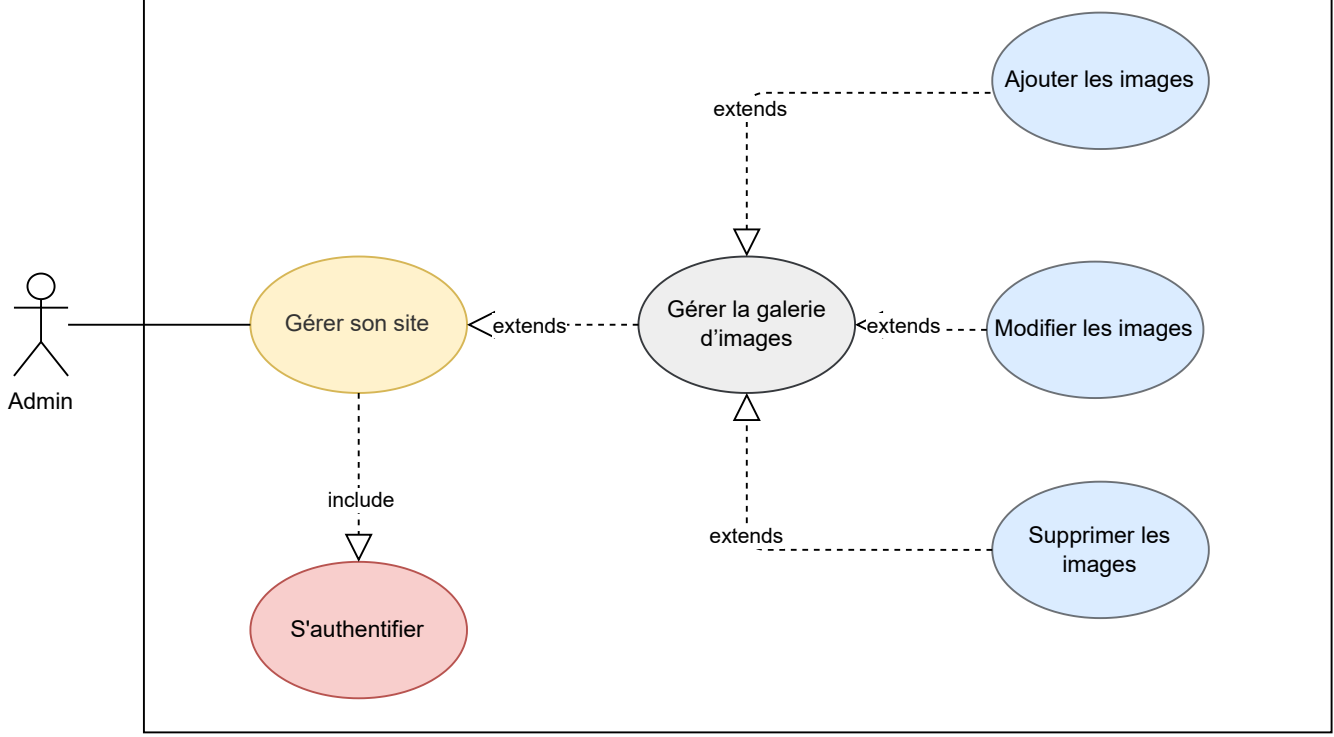 Ajouter les images
extends
Admin
Gérer son site
extends
Gérer la galerie
d’images
extends
Modifier les images
include
extends
Supprimer les
images
S'authentifier